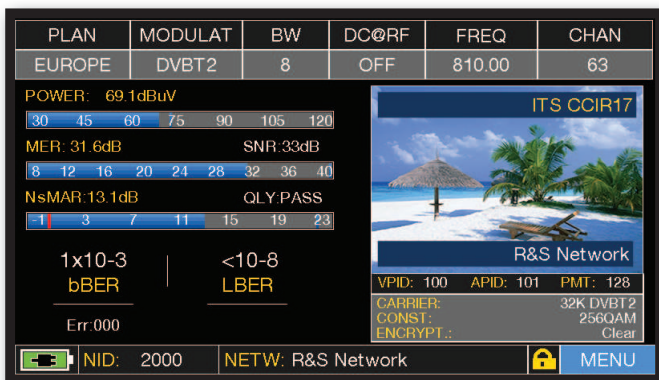 PLAN MODULAT BW DC@RF FREQ CHAN
EUROPE DVBT2 8 OFF 810.00 63
POWER: 69.1dBuV
30 45 60 75 90 105 120
MER: 31.6dB SNR:33dB
8 12 16 20 24 28 32 36 40
NsMAR:13.1dB QLY:PASS
-1 3 7 11 15 19 23
1x10-3 <10-8
bBER LBER
Err:000
ITS CCIR17
R&S Network
VPID: 100 APID: 101 PMT: 128
CARRIER: 32K DVBT2
CONST: 256QAM
ENCRYPT.: Clear
NID: 2000 NETW: R&S Network MENU